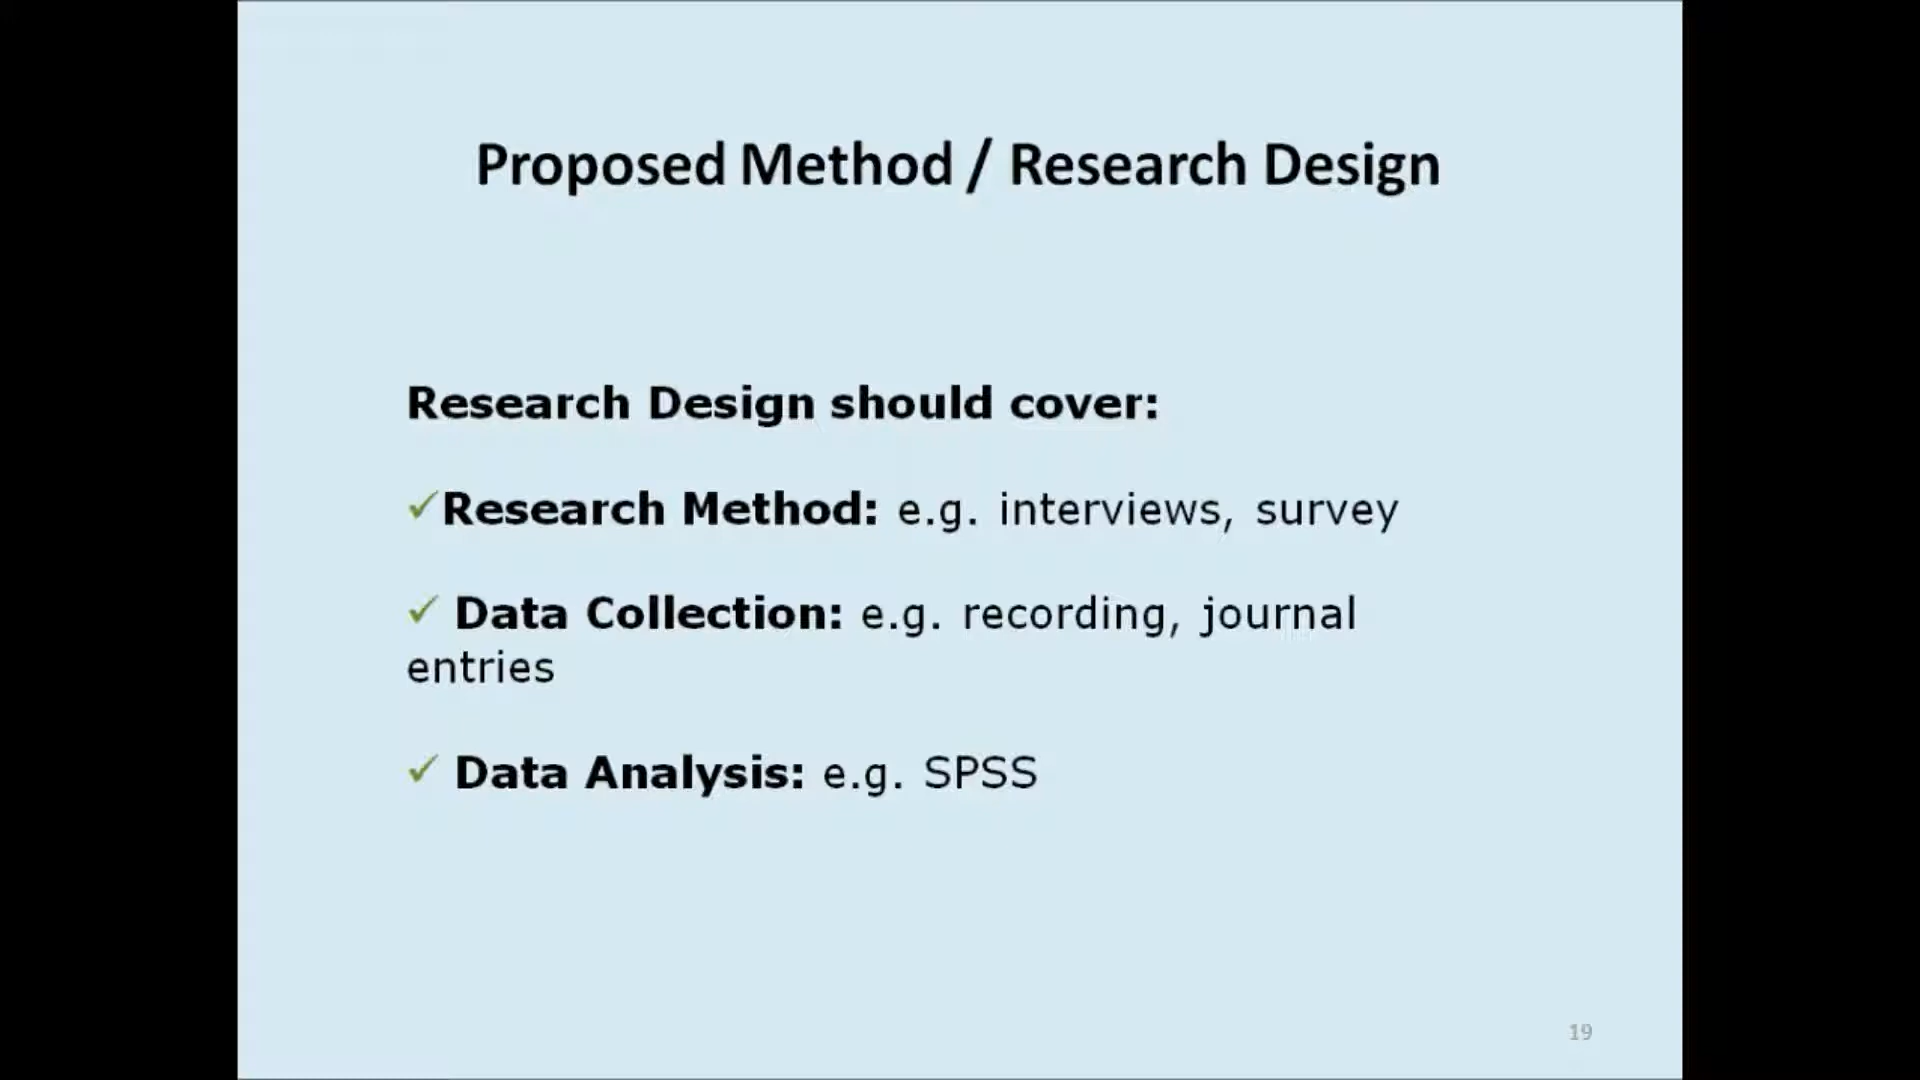 Proposed Method / Research Design
Research Design should cover:
✓Research Method: e.g. interviews, survey
✓ Data Collection: e.g. recording, journal
entries
✓ Data Analysis: e.g. SPSS
19